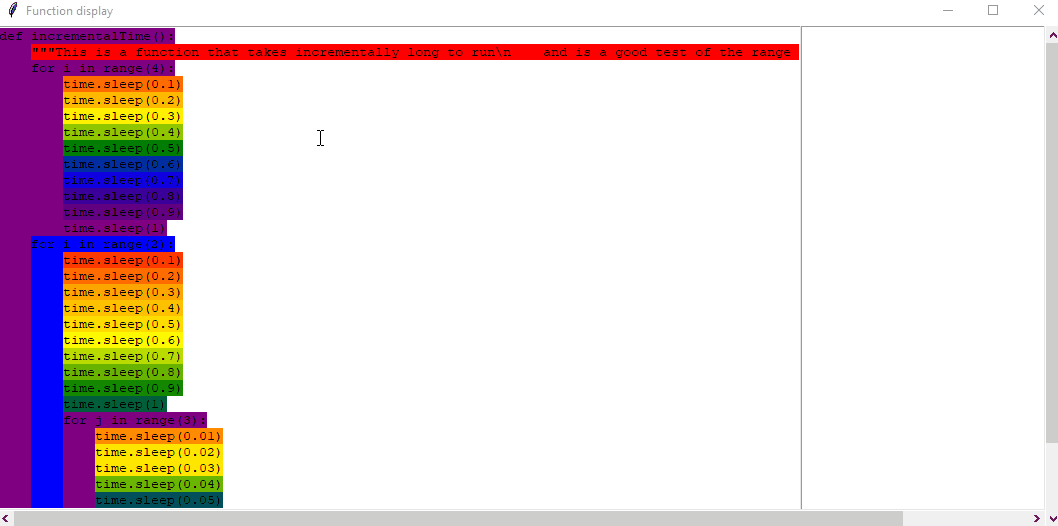 Function display
def incrementalTime():
    """This is a function that takes incrementally long to run\n    and is a good test of the range
    for i in range(4):
        time.sleep(0.1)
        time.sleep(0.2)
        time.sleep(0.3)
        time.sleep(0.4)
        time.sleep(0.5)
        time.sleep(0.6)
        time.sleep(0.7)
        time.sleep(0.8)
        time.sleep(0.9)
        time.sleep(1)
    for i in range(2):
        time.sleep(0.1)
        time.sleep(0.2)
        time.sleep(0.3)
        time.sleep(0.4)
        time.sleep(0.5)
        time.sleep(0.6)
        time.sleep(0.7)
        time.sleep(0.8)
        time.sleep(0.9)
        time.sleep(1)
        for j in range(3):
            time.sleep(0.01)
            time.sleep(0.02)
            time.sleep(0.03)
            time.sleep(0.04)
            time.sleep(0.05)